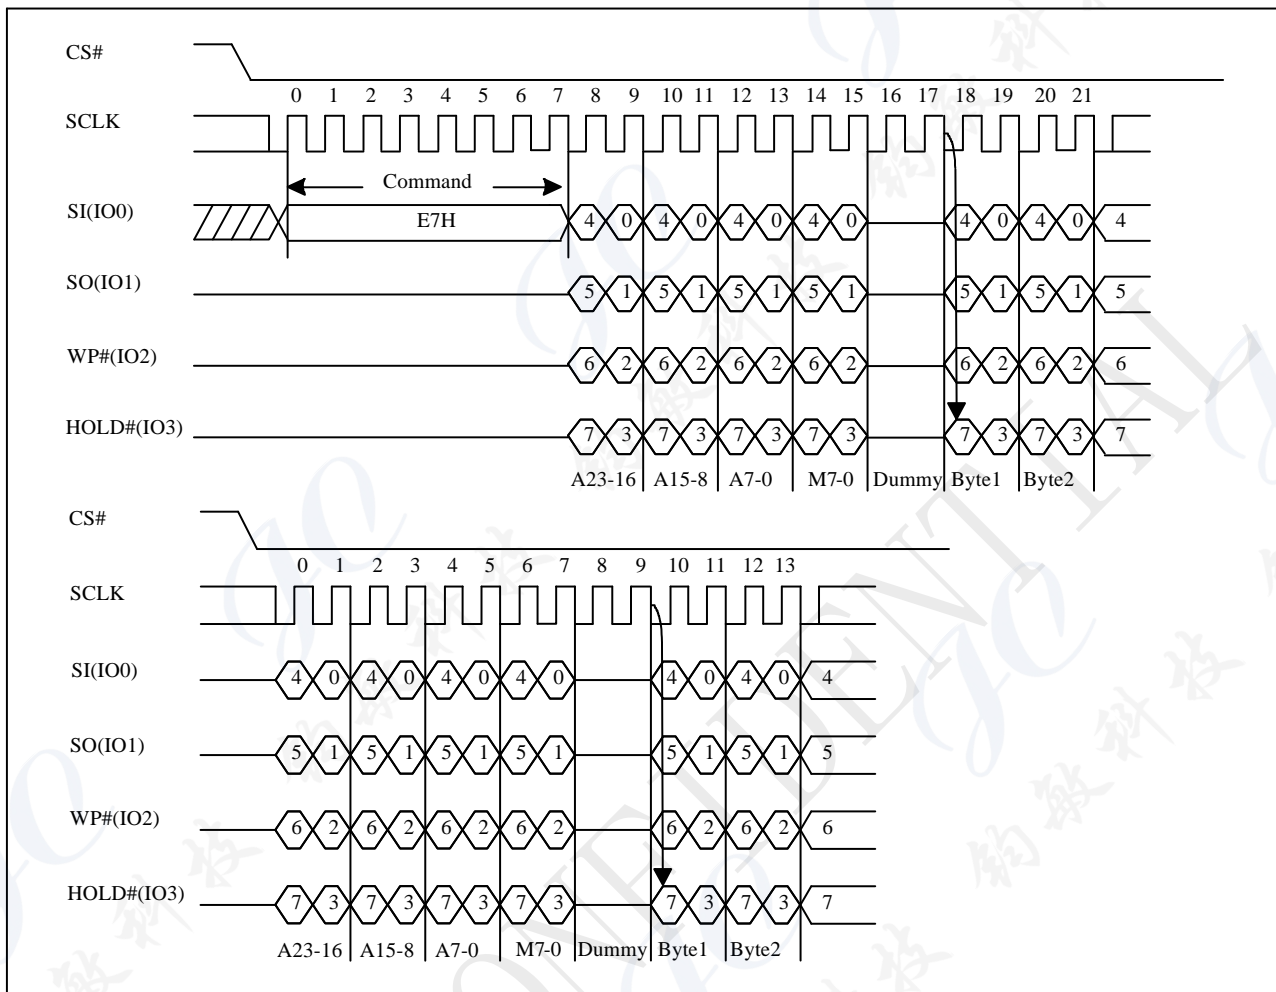 CS#
0 1 2 3 4 5 6 7 8 9 10 11 12 13 14 15 16 17 18 19 20 21
SCLK
Command
SI(IO0) E7H 4 0 4 0 4 0 4 0 4 0 4 0 4
SO(IO1) 5 1 5 1 5 1 5 1 5 1 5 1 5
WP#(IO2) 6 2 6 2 6 2 6 2 6 2 6 2 6
HOLD#(IO3) 7 3 7 3 7 3 7 3 7 3 7 3 7
A23-16 A15-8 A7-0 M7-0 Dummy Byte1 Byte2
CS#
0 1 2 3 4 5 6 7 8 9 10 11 12 13
SCLK
SI(IO0) 4 0 4 0 4 0 4 0 4 0 4 0 4
SO(IO1) 5 1 5 1 5 1 5 1 5 1 5 1 5
WP#(IO2) 6 2 6 2 6 2 6 2 6 2 6 2 6
HOLD#(IO3) 7 3 7 3 7 3 7 3 7 3 7 3 7
A23-16 A15-8 A7-0 M7-0 Dummy Byte1 Byte2